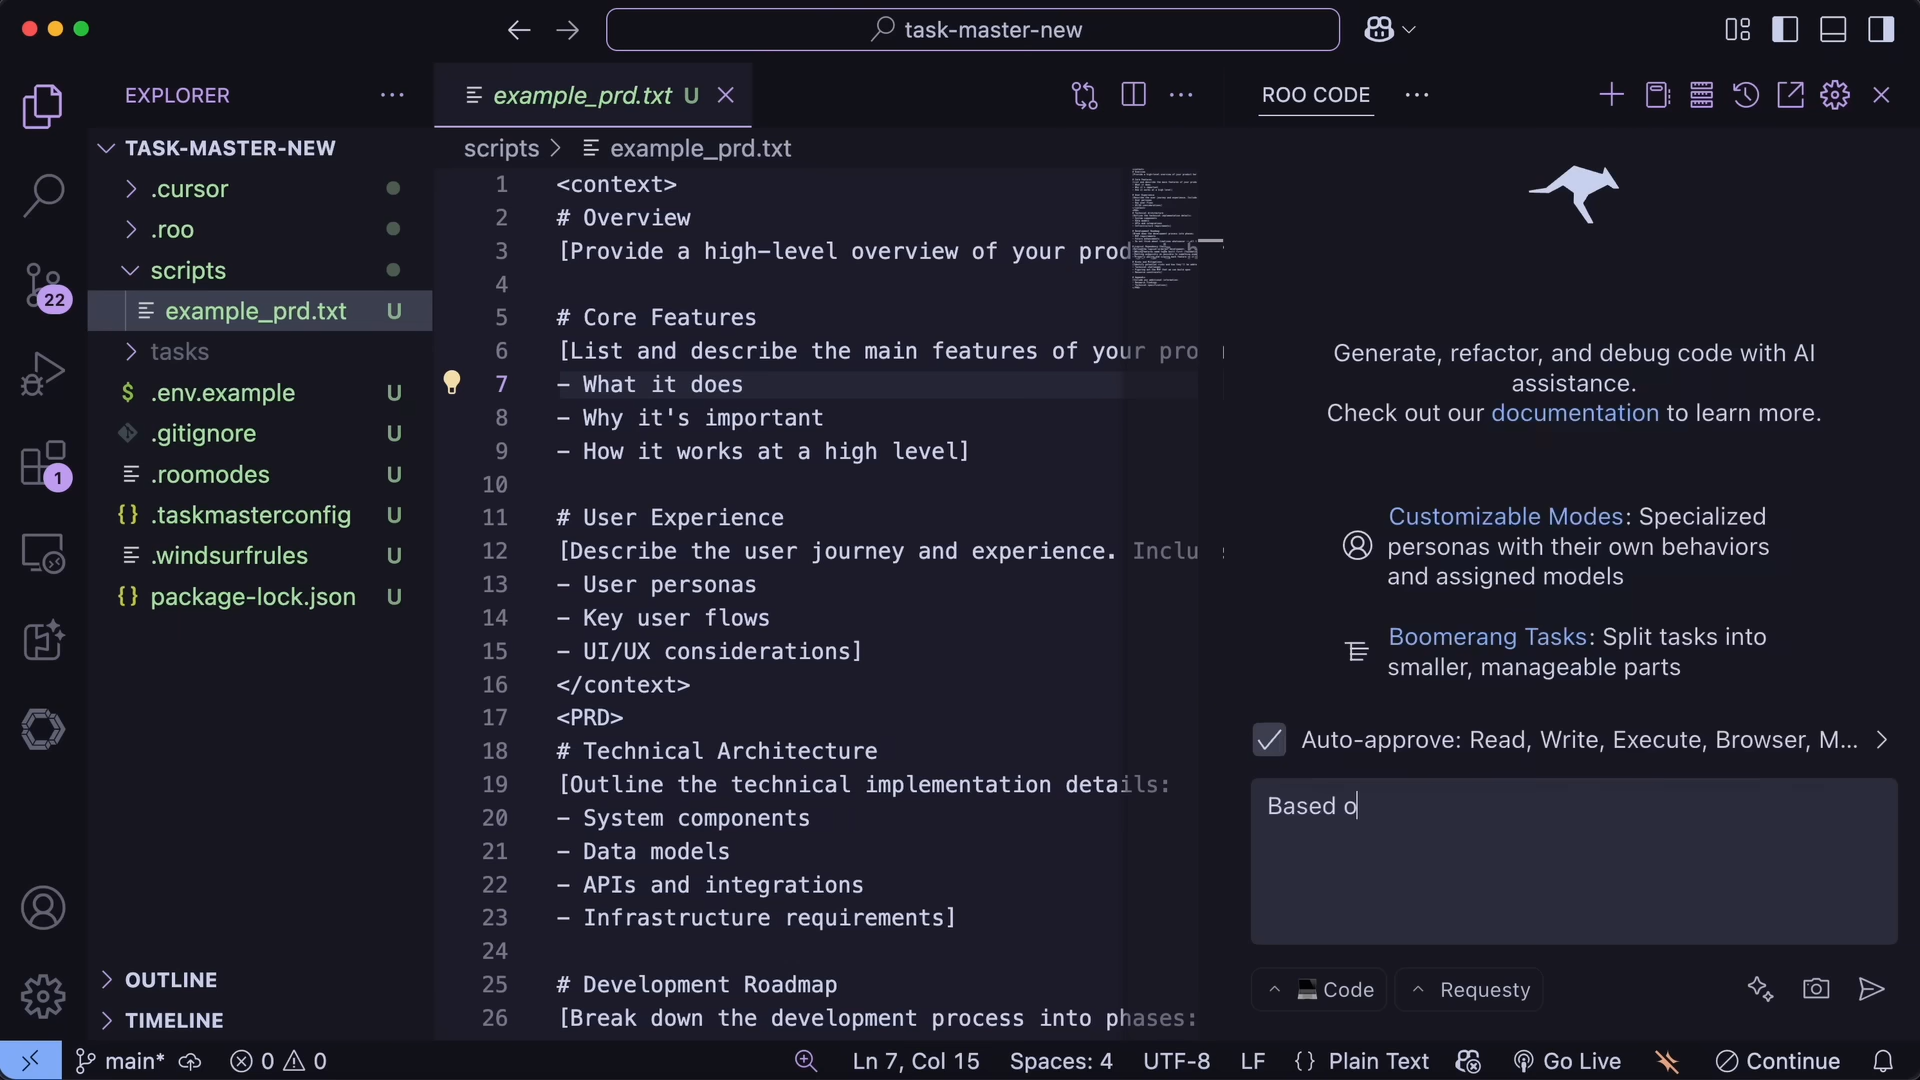 task-master-new
EXPLORER
TASK-MASTER-NEW
.cursor
.roo
scripts
example_prd.txt U
tasks
.env.example U
.gitignore U
.roomodes U
.taskmasterconfig U
.windsurfrules U
package-lock.json U
OUTLINE
TIMELINE
22
1
example_prd.txt U
scripts > example_prd.txt
1 <context>
2 # Overview
3 [Provide a high-level overview of your prod
4
5 # Core Features
6 [List and describe the main features of your pro
7 - What it does
8 - Why it's important
9 - How it works at a high level]
10
11 # User Experience
12 [Describe the user journey and experience. Inclu
13 - User personas
14 - Key user flows
15 - UI/UX considerations]
16 </context>
17 <PRD>
18 # Technical Architecture
19 [Outline the technical implementation details:
20 - System components
21 - Data models
22 - APIs and integrations
23 - Infrastructure requirements]
24
25 # Development Roadmap
26 [Break down the development process into phases:
ROO CODE
Generate, refactor, and debug code with AI
assistance.
Check out our documentation to learn more.
Customizable Modes: Specialized
personas with their own behaviors
and assigned models
Boomerang Tasks: Split tasks into
smaller, manageable parts
Auto-approve: Read, Write, Execute, Browser, M...
Based o
Code
Requesty
main* 0 0
Ln 7, Col 15 Spaces: 4 UTF-8 LF {} Plain Text Go Live Continue